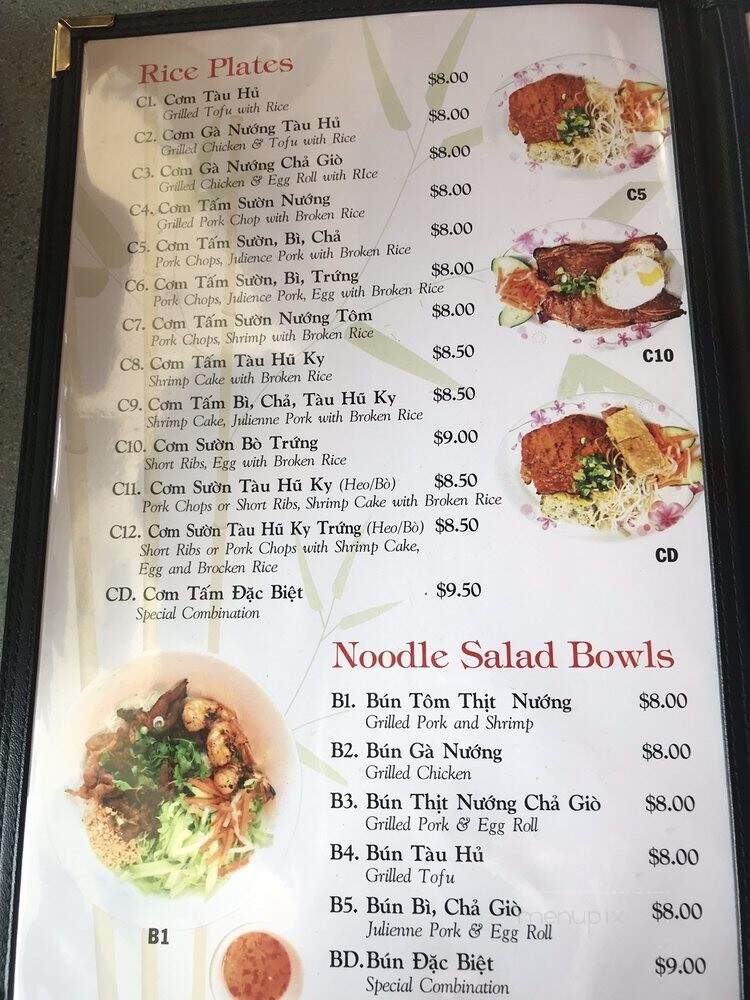 Rice Plates
C1. Cơm Tàu Hủ $8.00
Grilled Tofu with Rice
C2. Cơm Gà Nướng Tàu Hủ $8.00
Grilled Chicken & Tofu with Rice
C3. Cơm Gà Nướng Chả Giò $8.00
Grilled Chicken & Egg Roll with RIce
C4. Cơm Tấm Sườn Nướng $8.00
Grilled Pork Chop with Broken Rice
C5. Cơm Tấm Sườn, Bì, Chả $8.00
Pork Chops, Julience Pork with Broken Rice
C6. Cơm Tấm Sườn, Bì, Trứng $8.00
Pork Chops, Julience Pork, Egg with Broken Rice
C7. Cơm Tấm Sườn Nướng Tôm $8.00
Pork Chops, Shrimp with Broken Rice
C8. Cơm Tấm Tàu Hũ Ky $8.50
Shrimp Cake with Broken Rice
C9. Cơm Tấm Bì, Chả, Tàu Hũ Ky $8.50
Shrimp Cake, Julienne Pork with Broken Rice
C10. Cơm Sườn Bò Trứng $9.00
Short Ribs, Egg with Broken Rice
C11. Cơm Sườn Tàu Hũ Ky (Heo/Bò) $8.50
Pork Chops or Short Ribs, Shrimp Cake with Broken Rice
C12. Cơm Sườn Tàu Hũ Ky Trứng (Heo/Bò) $8.50
Short Ribs or Pork Chops with Shrimp Cake,
Egg and Brocken Rice
CD. Cơm Tấm Đặc Biệt $9.50
Special Combination
C5
C10
CD
Noodle Salad Bowls
B1. Bún Tôm Thịt Nướng $8.00
Grilled Pork and Shrimp
B2. Bún Gà Nướng $8.00
Grilled Chicken
B3. Bún Thịt Nướng Chả Giò $8.00
Grilled Pork & Egg Roll
B4. Bún Tàu Hủ $8.00
Grilled Tofu
B5. Bún Bì, Chả Giò $8.00
Julienne Pork & Egg Roll
BD. Bún Đặc Biệt $9.00
Special Combination
B1
menupix